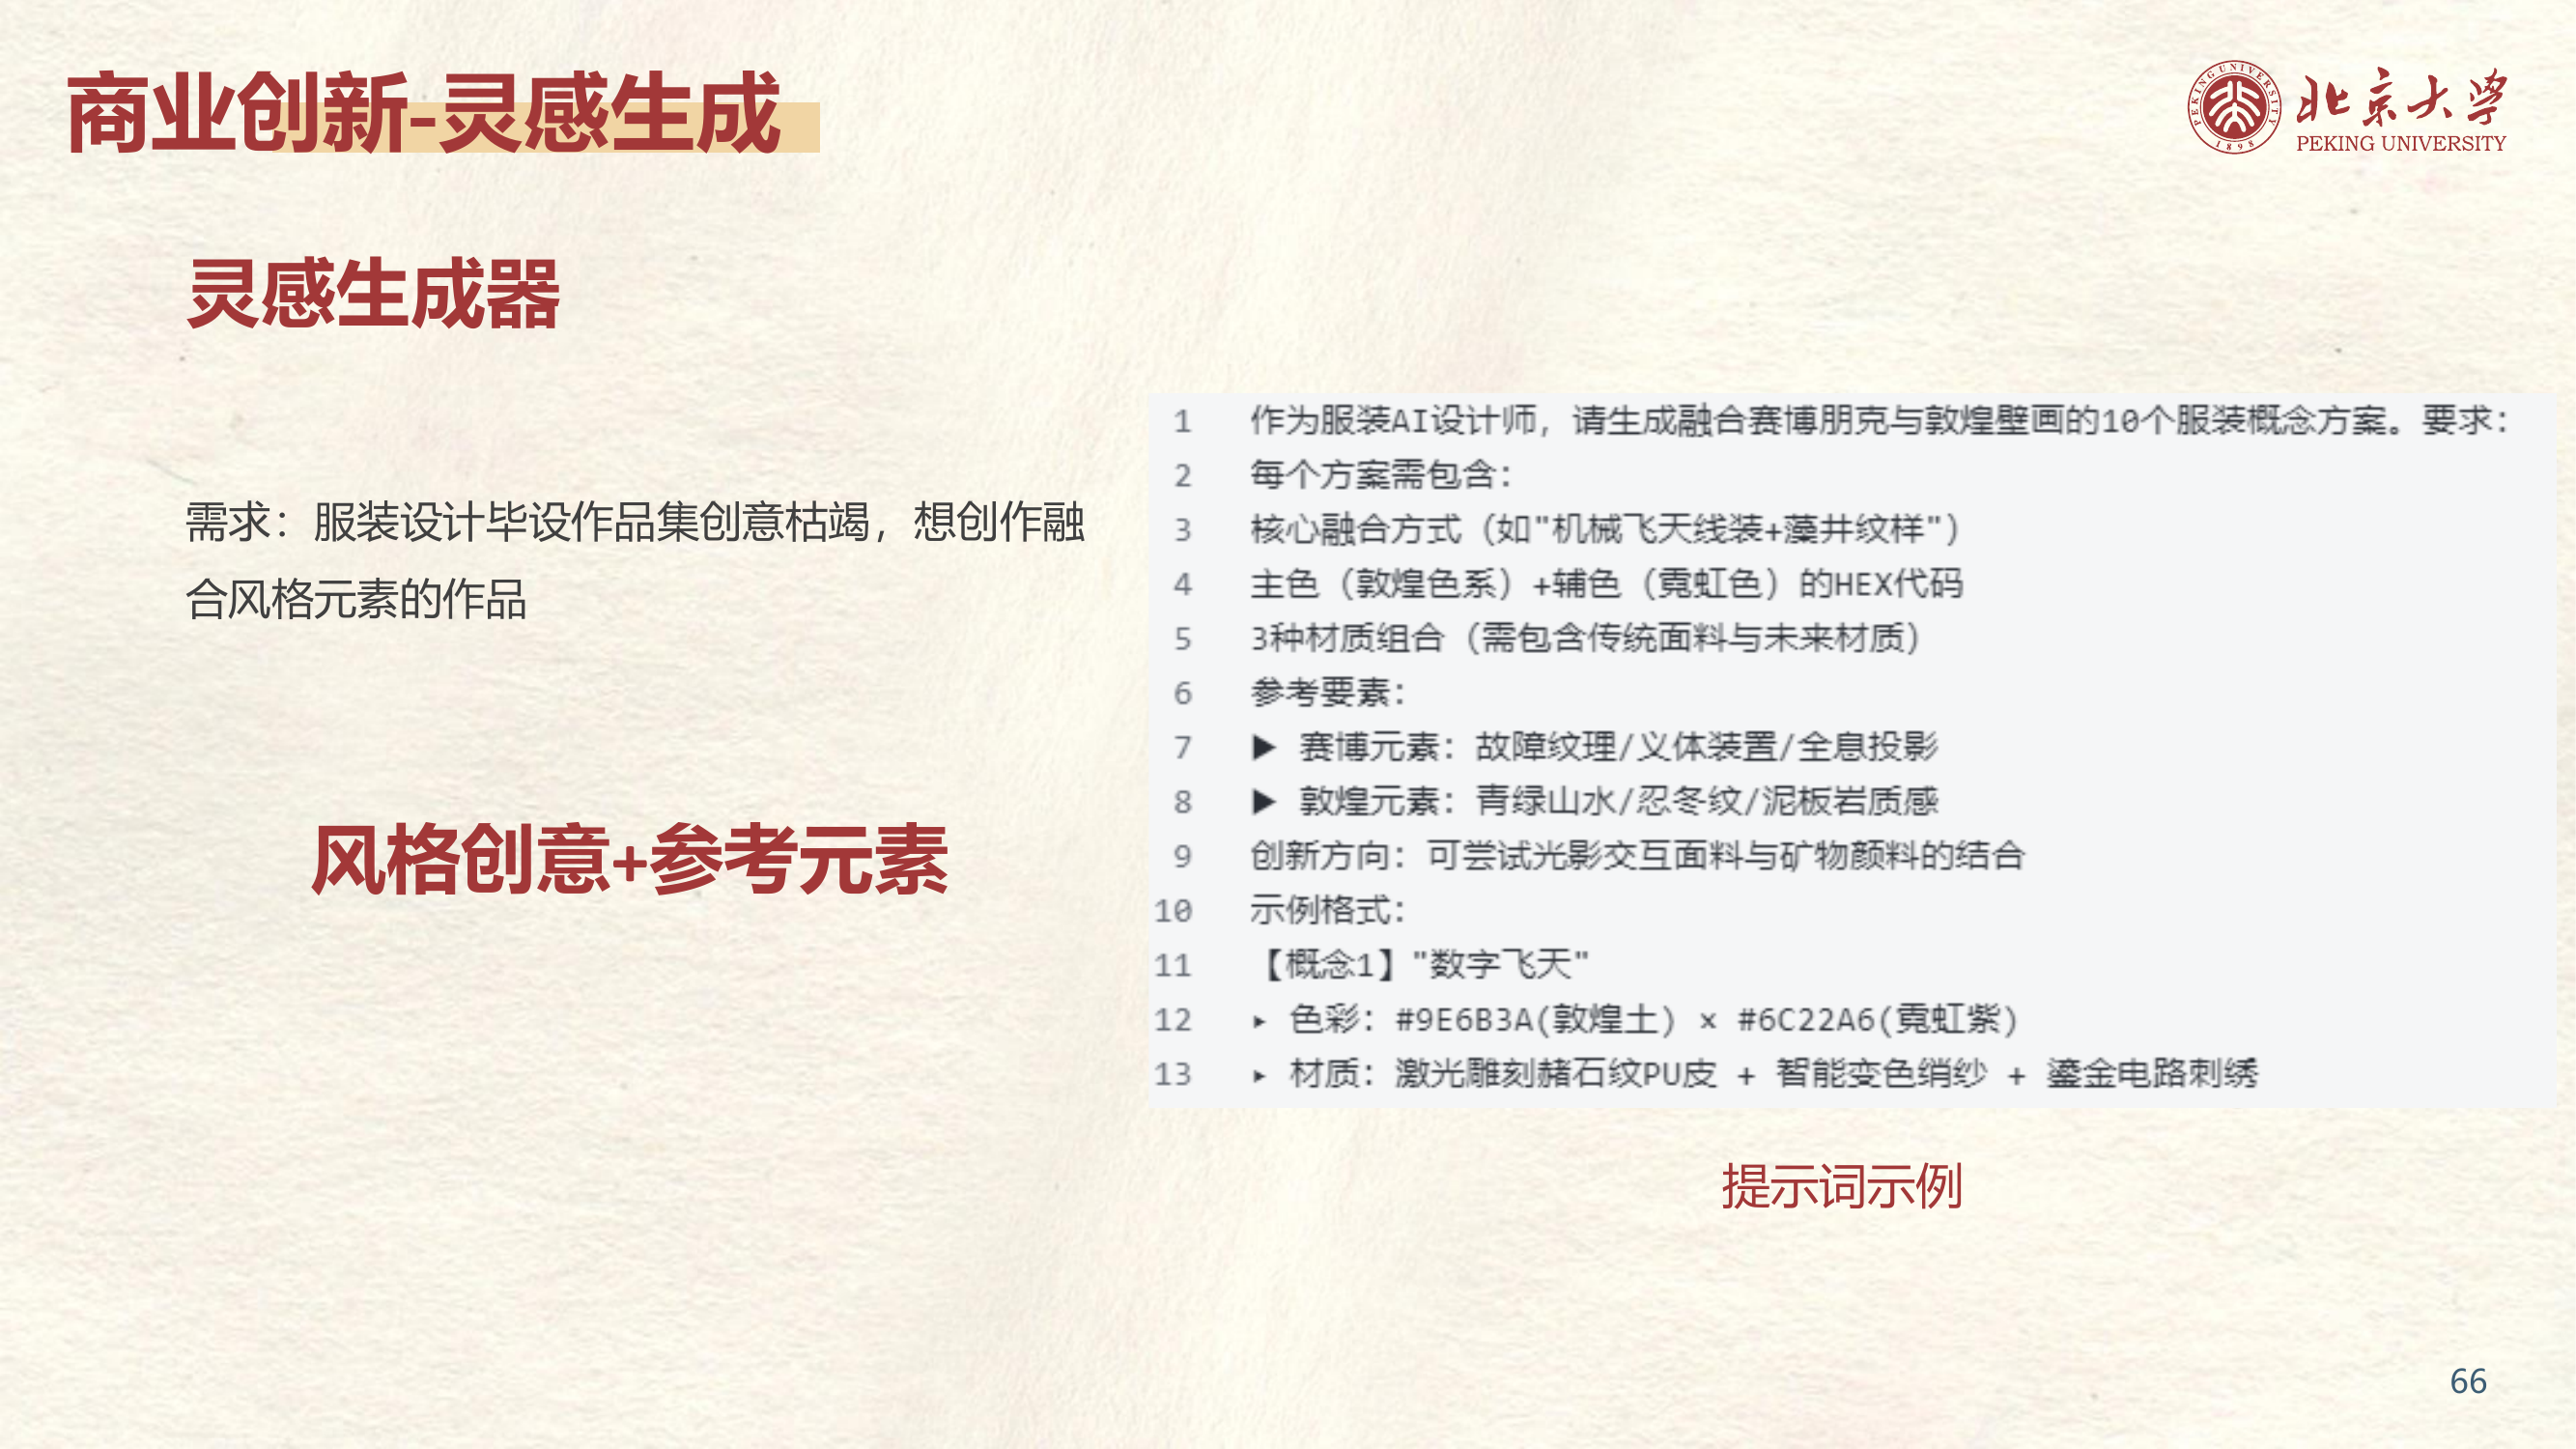 商业创新-灵感生成
PEKING UNIVERSITY
1898
北京大学
PEKING UNIVERSITY
灵感生成器
需求：服装设计毕设作品集创意枯竭，想创作融
合风格元素的作品
风格创意+参考元素
1 作为服装AI设计师，请生成融合赛博朋克与敦煌壁画的10个服装概念方案。要求：
2 每个方案需包含：
3 核心融合方式（如"机械飞天线装+藻井纹样"）
4 主色（敦煌色系）+辅色（霓虹色）的HEX代码
5 3种材质组合（需包含传统面料与未来材质）
6 参考要素：
7 ▶ 赛博元素：故障纹理/义体装置/全息投影
8 ▶ 敦煌元素：青绿山水/忍冬纹/泥板岩质感
9 创新方向：可尝试光影交互面料与矿物颜料的结合
10 示例格式：
11 【概念1】"数字飞天"
12 ▸ 色彩：#9E6B3A(敦煌土) × #6C22A6(霓虹紫)
13 ▸ 材质：激光雕刻赭石纹PU皮 + 智能变色绡纱 + 鎏金电路刺绣
提示词示例
66